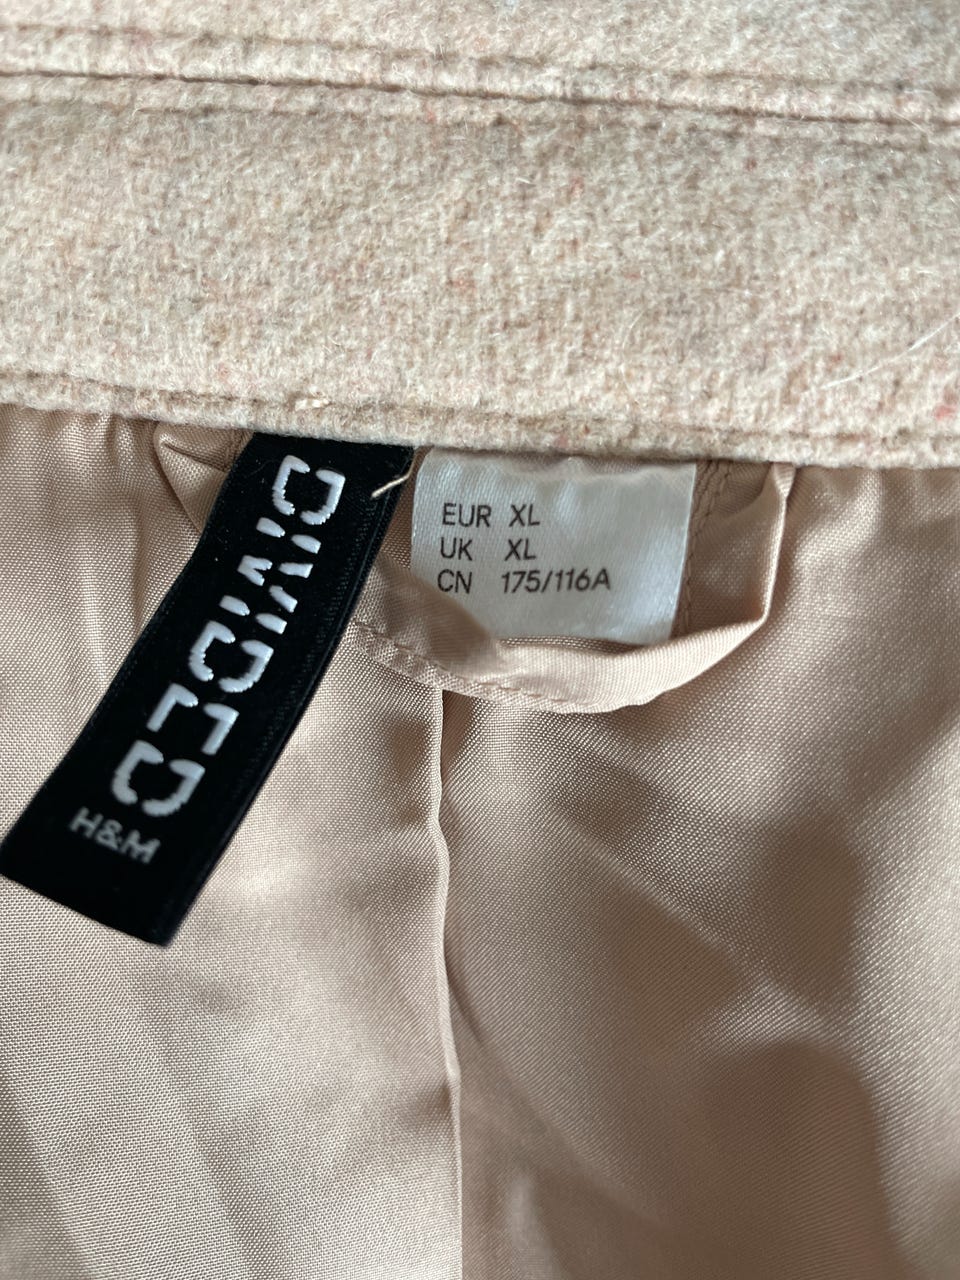 DIVIDED
H&M
EUR XL
UK XL
CN 175/116A